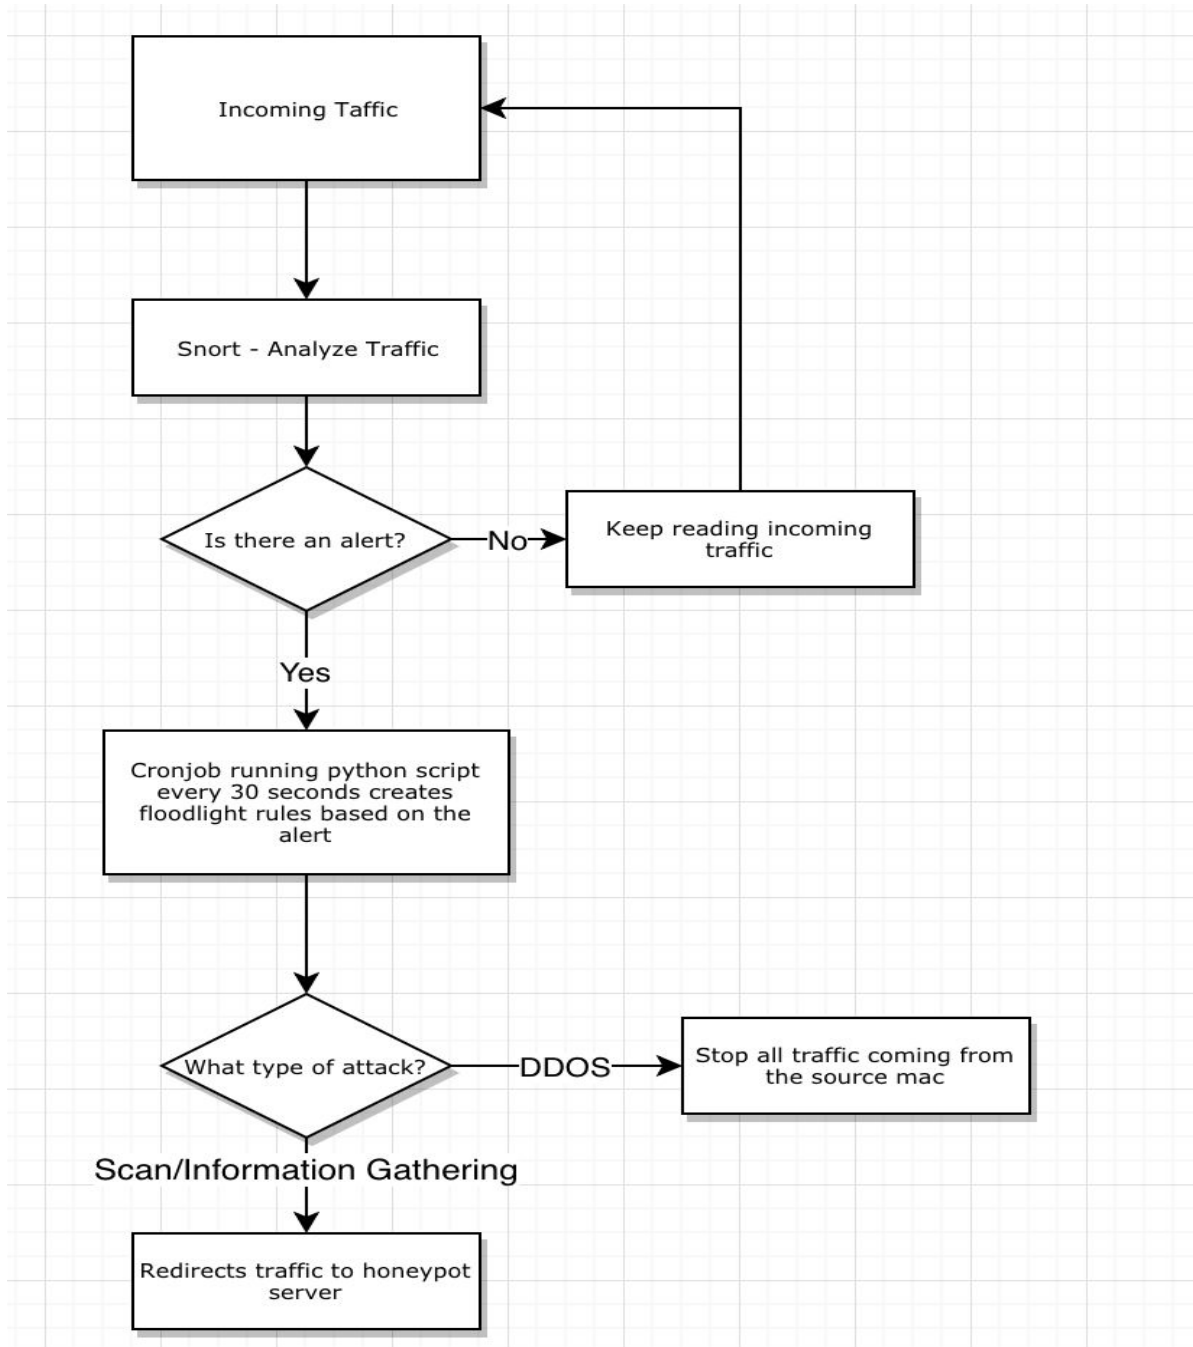 Incoming Taffic
Snort - Analyze Traffic
Is there an alert?
No
Keep reading incoming
traffic
Yes
Cronjob running python script
every 30 seconds creates
floodlight rules based on the
alert
What type of attack?
DDOS
Stop all traffic coming from
the source mac
Scan/Information Gathering
Redirects traffic to honeypot
server